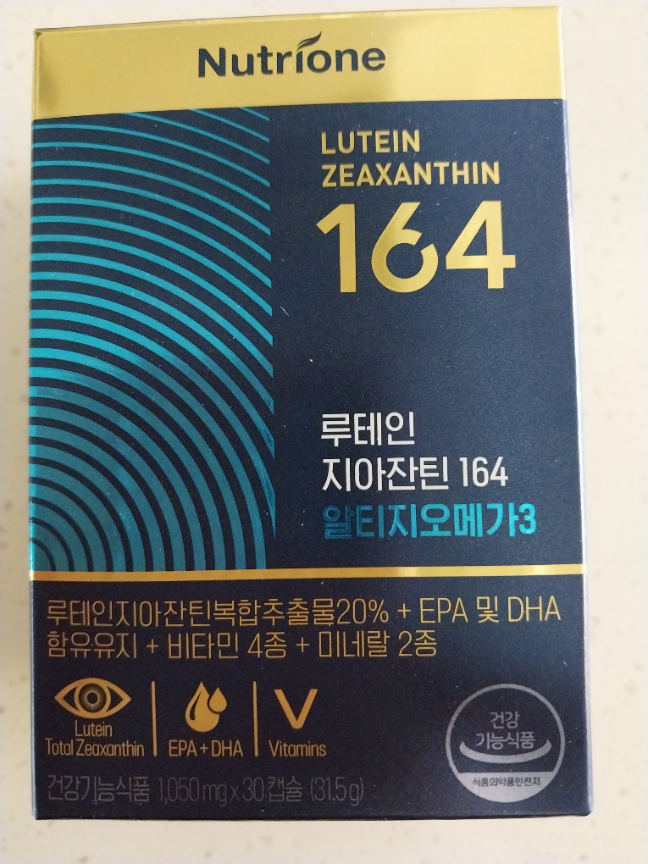 Nutrione
LUTEIN
ZEAXANTHIN
164
루테인
지아잔틴 164
알티지오메가3
루테인지아잔틴복합추출물20% + EPA 및 DHA
함유유지 + 비타민 4종 + 미네랄 2종
Lutein
Total Zeaxanthin
EPA + DHA
V
Vitamins
건강
기능식품
식품의약품안전처
건강기능식품 1,050 mg x 30 캡슐 (31.5 g)